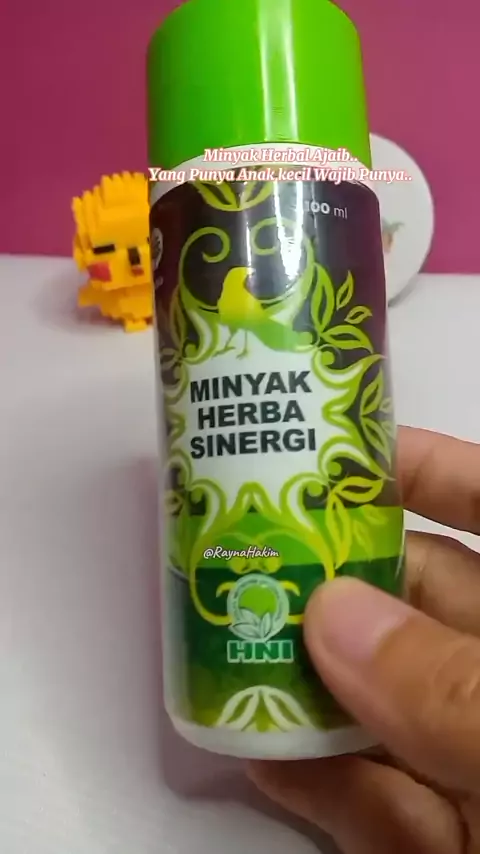 Minyak Herbal Ajaib..
Yang Punya Anak kecil Wajib Punya..
100 ml
MINYAK
HERBA
SINERGI
@RaynaHakim
HNI